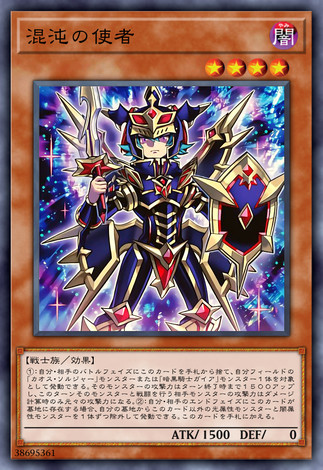 混沌の使者
闇
やみ
【戦士族/効果】
①:自分・相手のバトルフェイズにこのカードを手札から捨て、自分フィールドの
「カオス・ソルジャー」モンスターまたは「暗黒騎士ガイア」モンスター1体を対象
として発動できる。そのモンスターの攻撃力はターン終了時まで1500アップ
し、このターンそのモンスターと戦闘を行う相手モンスターの攻撃力はダメージ
計算時のみ元々の攻撃力になる。②:自分・相手のエンドフェイズにこのカードが
墓地に存在する場合、自分の墓地からこのカード以外の光属性モンスターと闇属
性モンスターを1体ずつ除外して発動できる。このカードを手札に加える。
ATK/ 1500 DEF/ 0
38695361